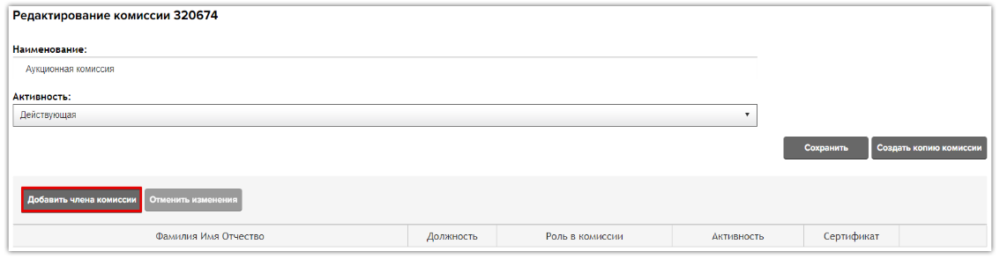 Редактирование комиссии 320674
Наименование:
Аукционная комиссия
Активность:
Действующая
Сохранить Создать копию комиссии
Добавить члена комиссии Отменить изменения
Фамилия Имя Отчество Должность Роль в комиссии Активность Сертификат